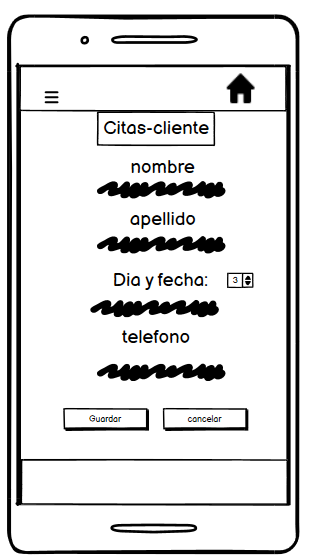 Citas-cliente
nombre
apellido
Dia y fecha: 3
telefono
Guardar cancelar